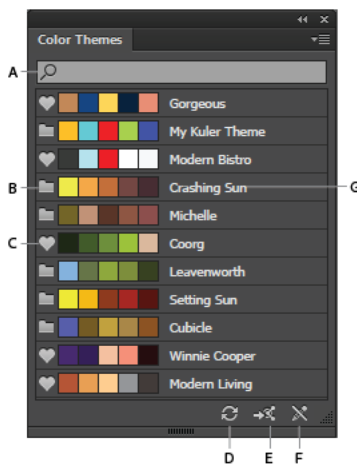 Color Themes
A
Gorgeous
My Kuler Theme
Modern Bistro
B Crashing Sun G
Michelle
C Coorg
Leavenworth
Setting Sun
Cubicle
Winnie Cooper
Modern Living
D E F